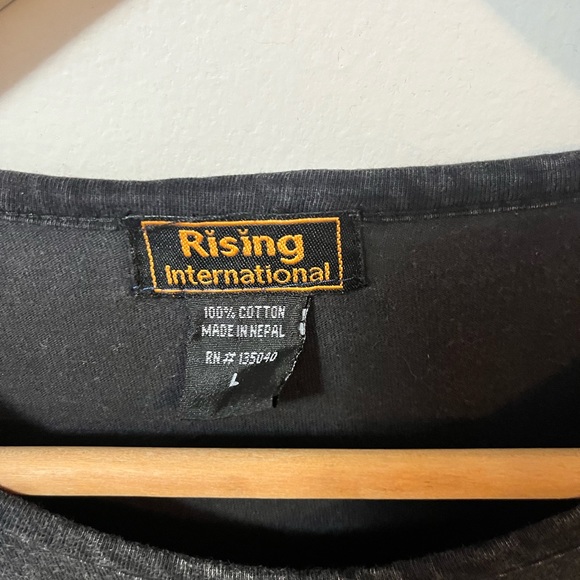 Rising
International
100% COTTON
MADE IN NEPAL
RN # 135040
L